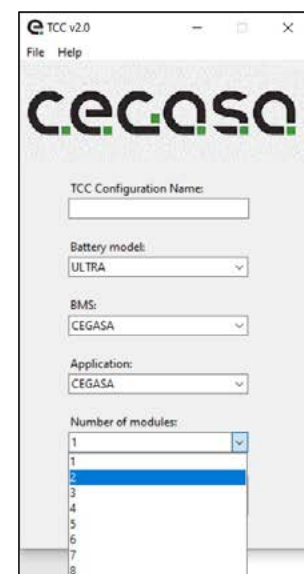 TCC v2.0
File Help
cegasa
TCC Configuration Name:
Battery model:
ULTRA
BMS:
CEGASA
Application:
CEGASA
Number of modules:
1
1
2
3
4
5
6
7
8